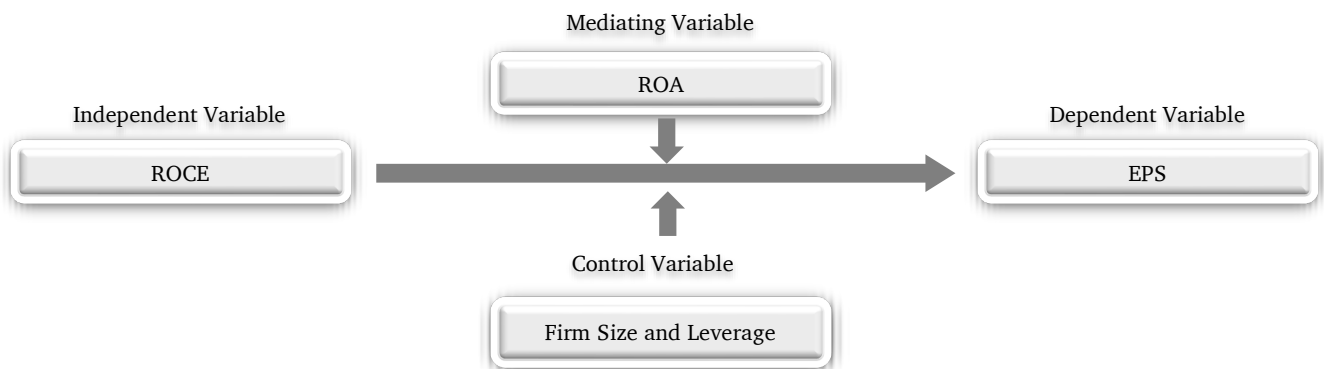 Mediating Variable
ROA
Independent Variable
Dependent Variable
ROCE
EPS
Control Variable
Firm Size and Leverage